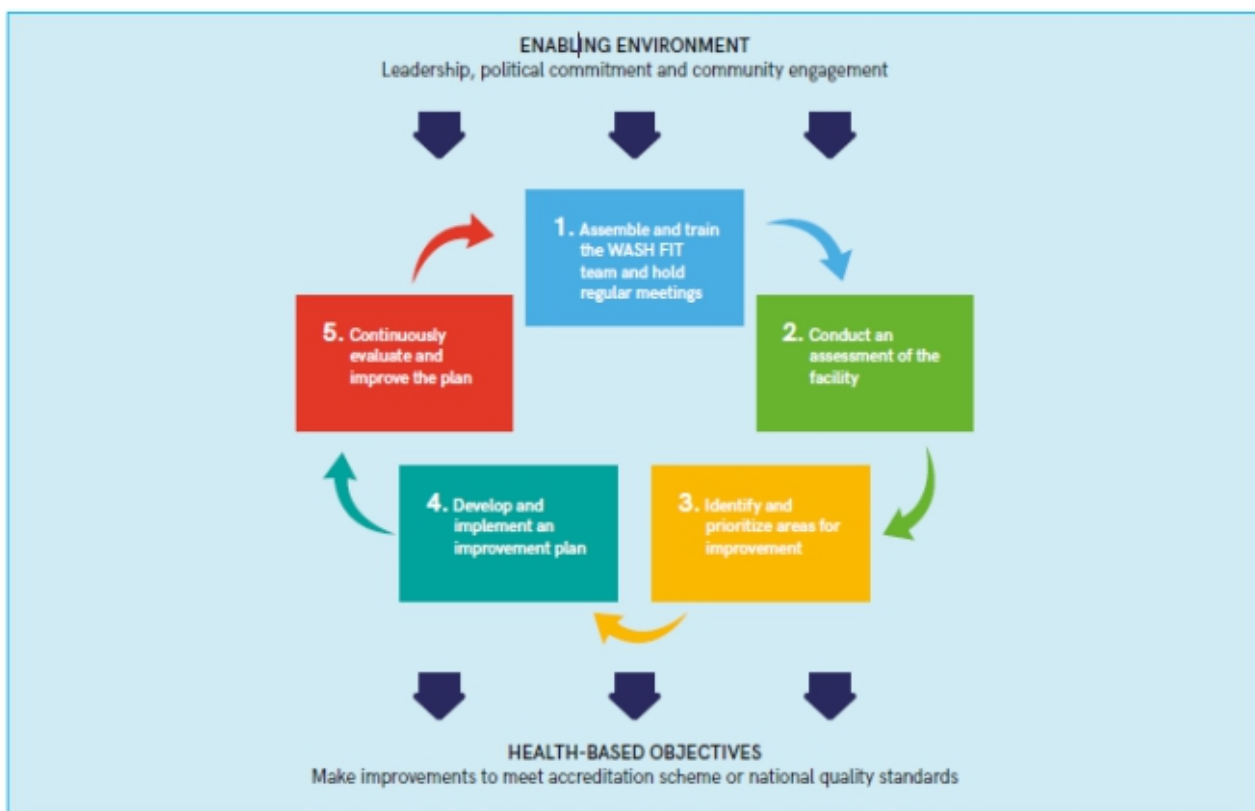 ENABLING ENVIRONMENT
Leadership, political commitment and community engagement
1. Assemble and train
the WASH FIT
team and hold
regular meetings
2. Conduct an
assessment of the
facility
3. Identify and
prioritize areas for
improvement
4. Develop and
implement an
improvement plan
5. Continuously
evaluate and
improve the plan
HEALTH-BASED OBJECTIVES
Make improvements to meet accreditation scheme or national quality standards